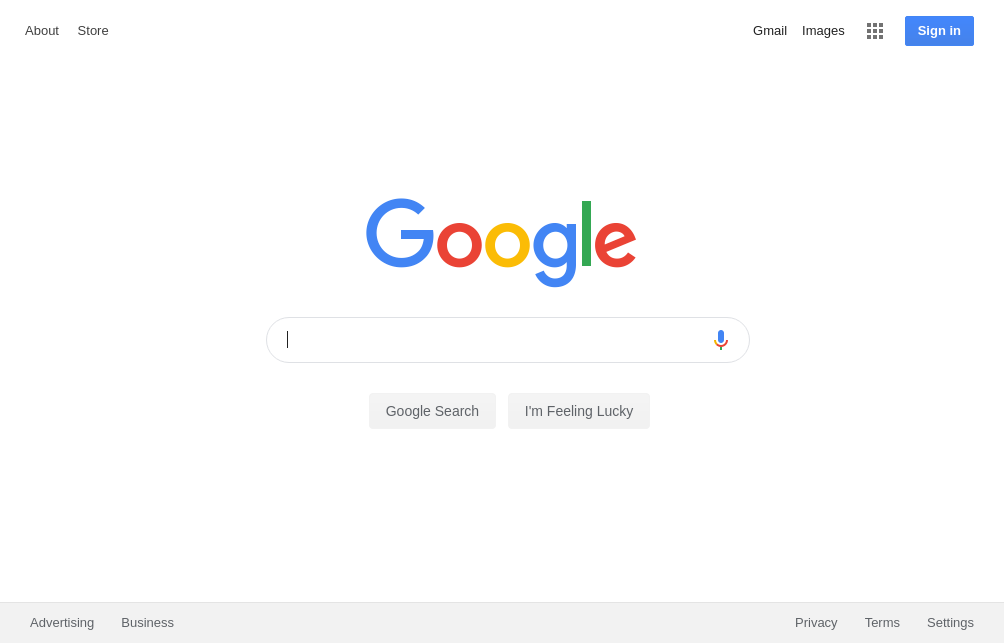 About Store Gmail Images Sign in
Google
Google Search I'm Feeling Lucky
Advertising Business Privacy Terms Settings